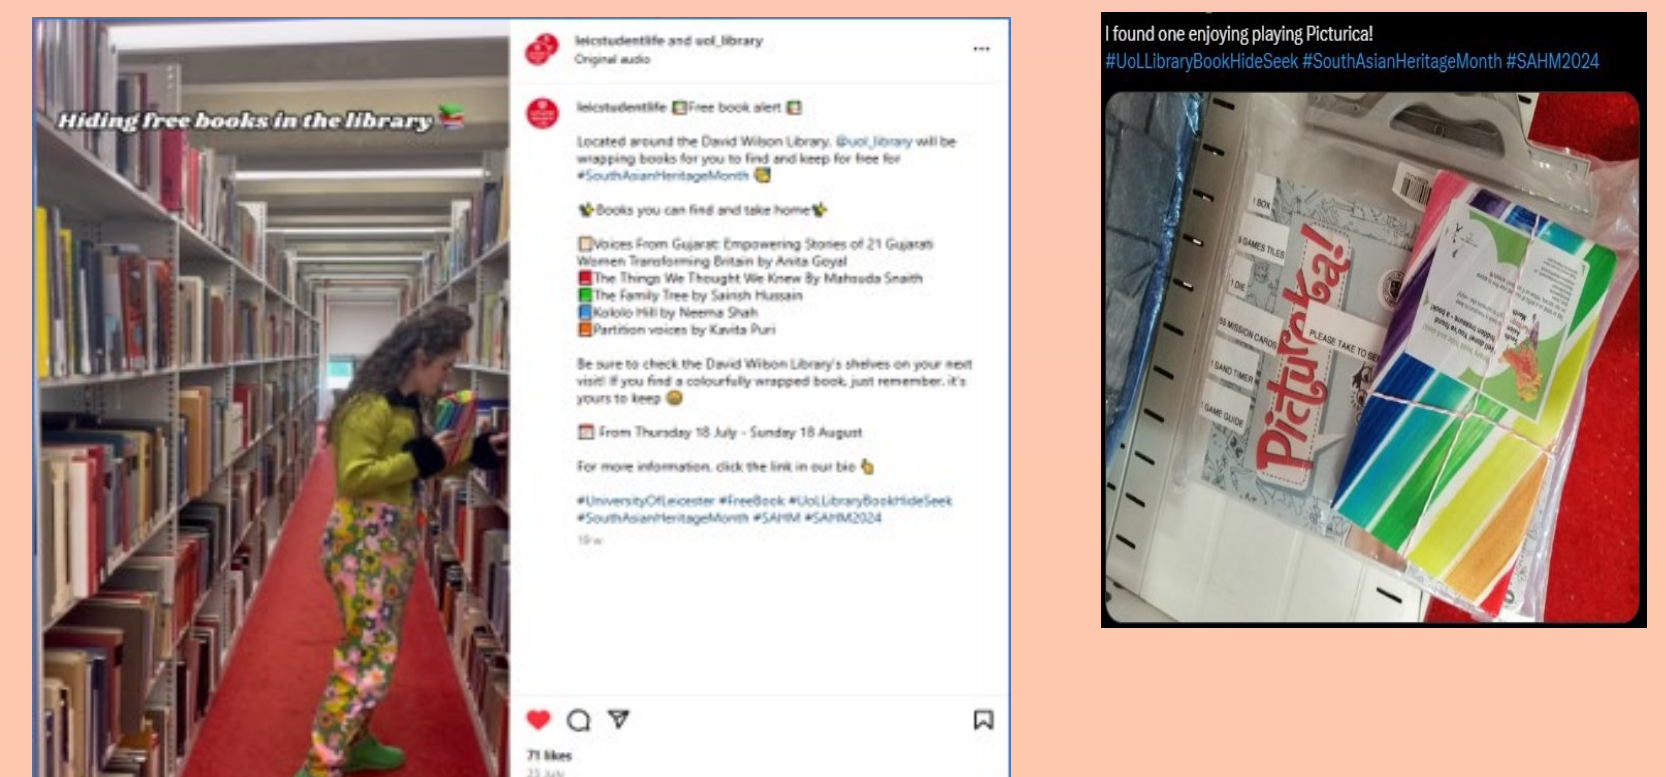 leicstudentlife and uol_library
Original audio
Hiding free books in the library
leicstudentlife Free book alert
Located around the David Wilson Library, @uol_library will be
wrapping books for you to find and keep for free for
#SouthAsianHeritageMonth
Books you can find and take home
Voices From Gujarat: Empowering Stories of 21 Gujarati
Women Transforming Britain by Anita Goyal
The Things We Thought We Knew By Mahsuda Snaith
The Family Tree by Sairish Hussain
Kololo Hill by Neema Shah
Partition voices by Kavita Puri
Be sure to check the David Wilson Library's shelves on your next
visit! If you find a colourfully wrapped book, just remember, it's
yours to keep
From Thursday 18 July - Sunday 18 August
For more information, click the link in our bio
#UniversityOfLeicester #FreeBook #UoLLibraryBookHideSeek
#SouthAsianHeritageMonth #SAHM #SAHM2024
19 w
71 likes
23 July
I found one enjoying playing Picturica!
#UoLLibraryBookHideSeek #SouthAsianHeritageMonth #SAHM2024
1 BOX
9 GAMES TILES
1 DIE
55 MISSION CARDS
1 SAND TIMER
1 GAME GUIDE
Pictureka!
PLEASE TAKE TO